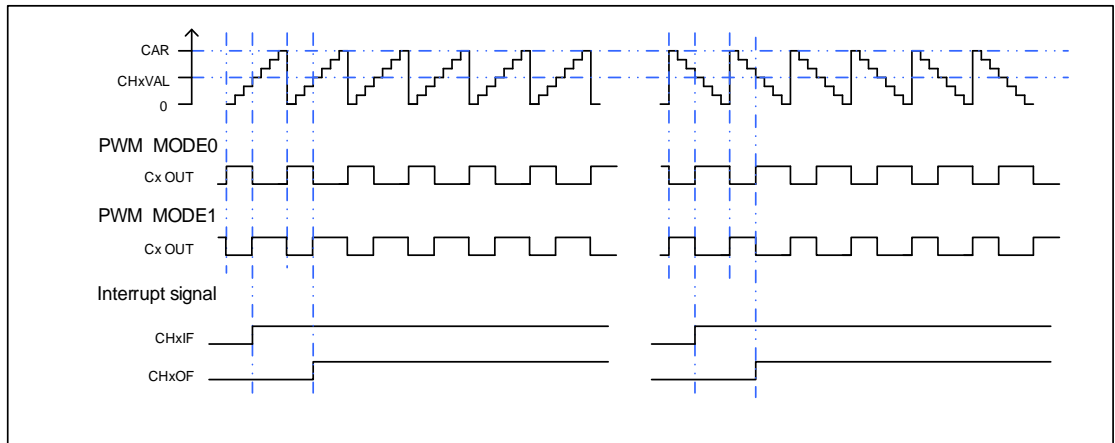 CAR
CHxVAL
0
PWM MODE0
Cx OUT
PWM MODE1
Cx OUT
Interrupt signal
CHxIF
CHxOF